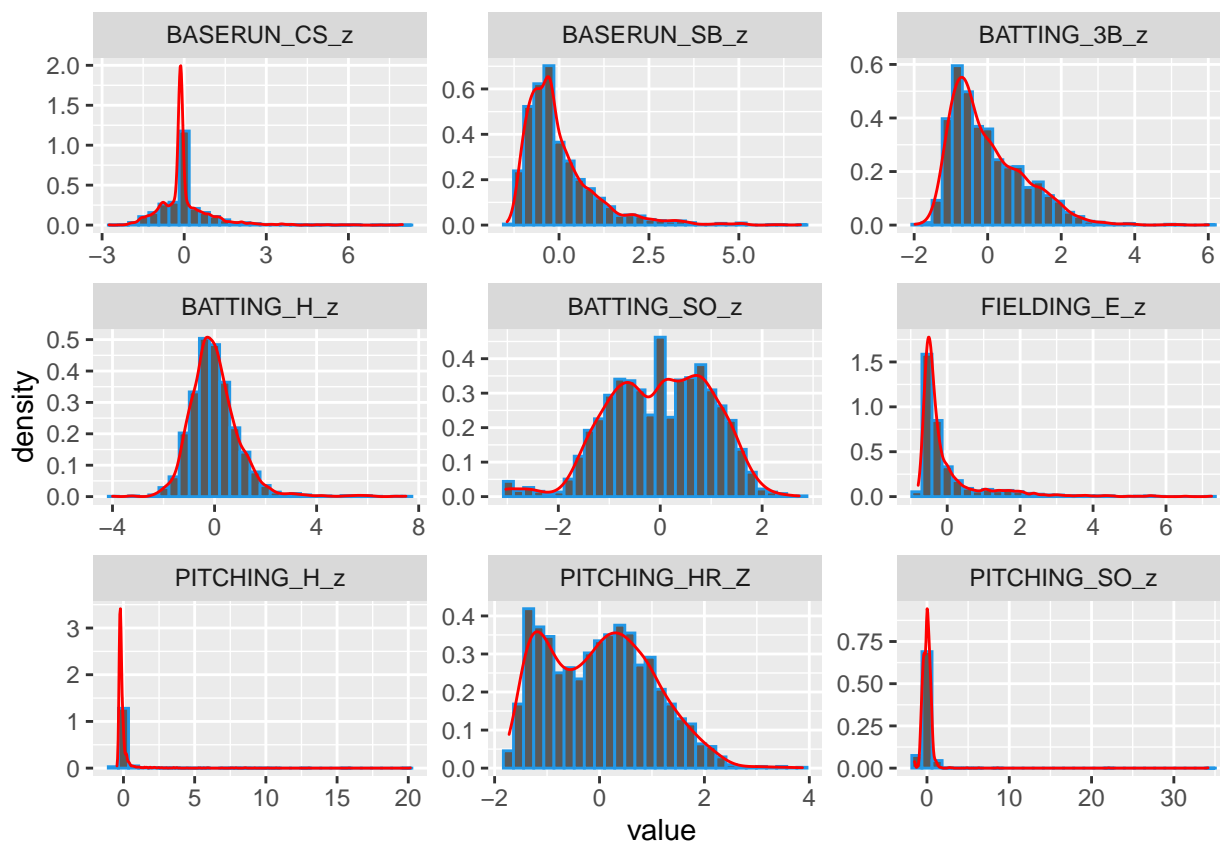 BASERUN_CS_z BASERUN_SB_z BATTING_3B_z
2.0
1.5
1.0
0.5
0.0
−3 0 3 6
0.6
0.4
0.2
0.0
0.0 2.5 5.0
0.6
0.4
0.2
0.0
−2 0 2 4 6
BATTING_H_z BATTING_SO_z FIELDING_E_z
0.5
0.4
0.3
0.2
0.1
0.0
−4 0 4 8
0.4
0.3
0.2
0.1
0.0
−2 0 2
1.5
1.0
0.5
0.0
0 2 4 6
density
PITCHING_H_z PITCHING_HR_Z PITCHING_SO_z
3
2
1
0
0 5 10 15 20
0.4
0.3
0.2
0.1
0.0
−2 0 2 4
0.75
0.50
0.25
0.00
0 10 20 30
value